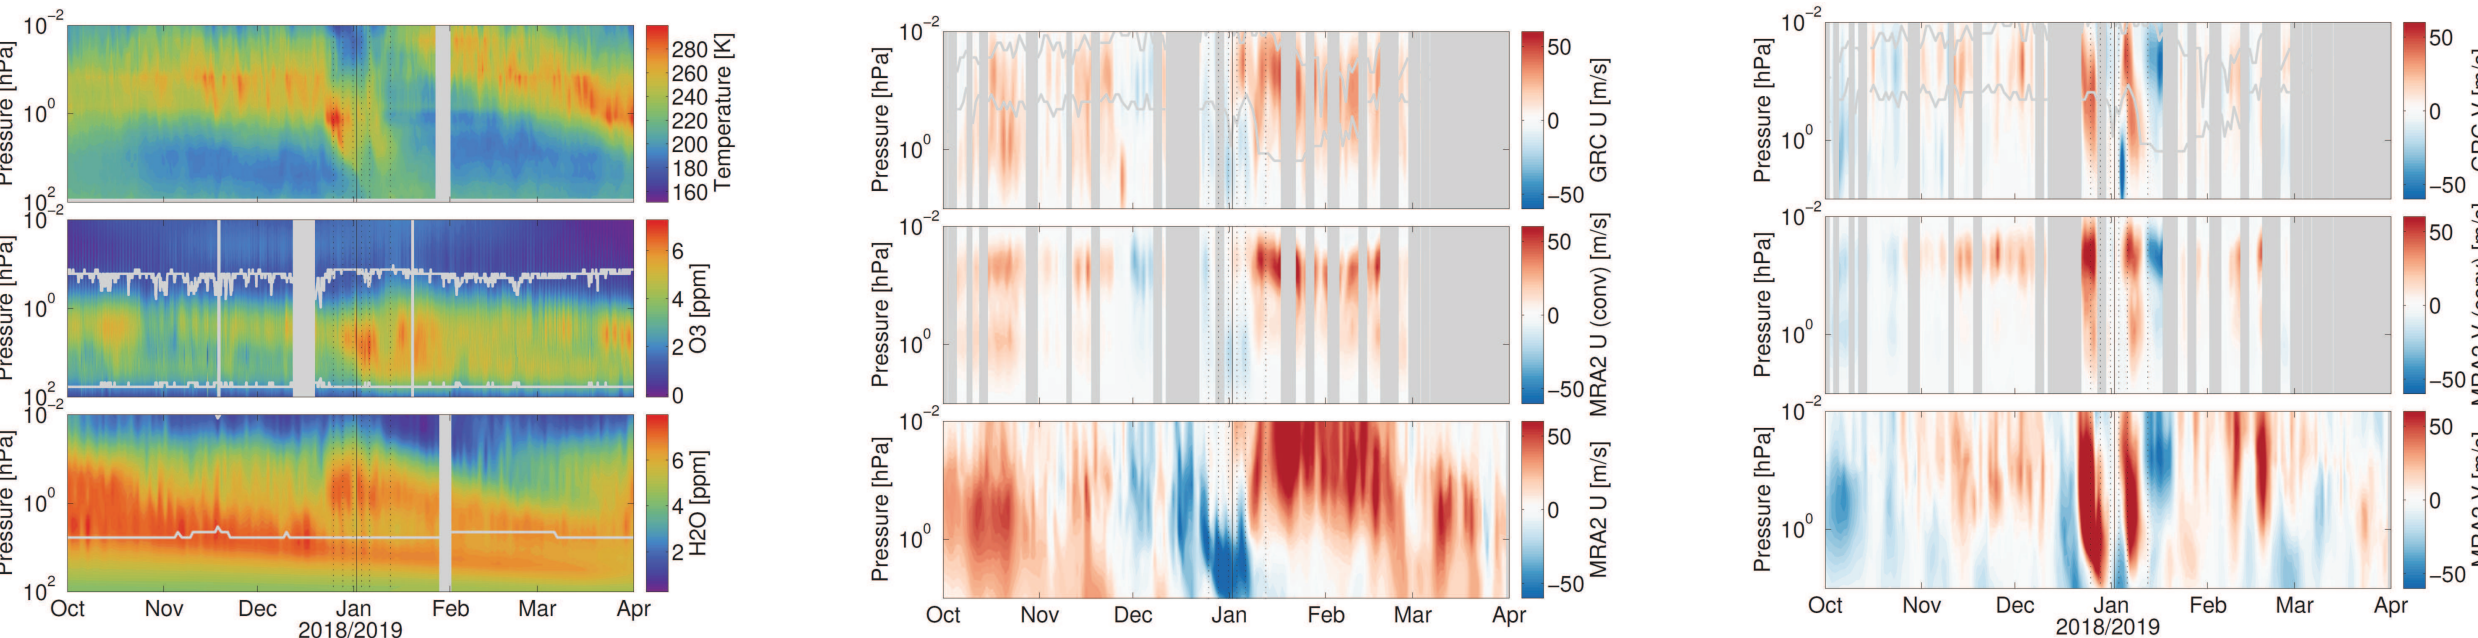 10⁻²
10⁰
10²
Pressure [hPa]
280
260
240
220
200
180
160
Temperature [K]
10⁻²
10⁰
10²
Pressure [hPa]
6
4
2
0
O3 [ppm]
10⁻²
10⁰
10²
Pressure [hPa]
6
4
2
H2O [ppm]
Oct Nov Dec Jan Feb Mar Apr
2018/2019
10⁻²
10⁰
Pressure [hPa]
50
0
−50
GRC U [m/s]
10⁻²
10⁰
Pressure [hPa]
50
0
−50
MRA2 U (conv) [m/s]
10⁻²
10⁰
Pressure [hPa]
50
0
−50
MRA2 U [m/s]
Oct Nov Dec Jan Feb Mar Apr
10⁻²
10⁰
Pressure [hPa]
50
0
−50
GRC V [m/s]
10⁻²
10⁰
Pressure [hPa]
50
0
−50
MRA2 V (conv) [m/s]
10⁻²
10⁰
Pressure [hPa]
50
0
−50
MRA2 V [m/s]
Oct Nov Dec Jan Feb Mar Apr
2018/2019